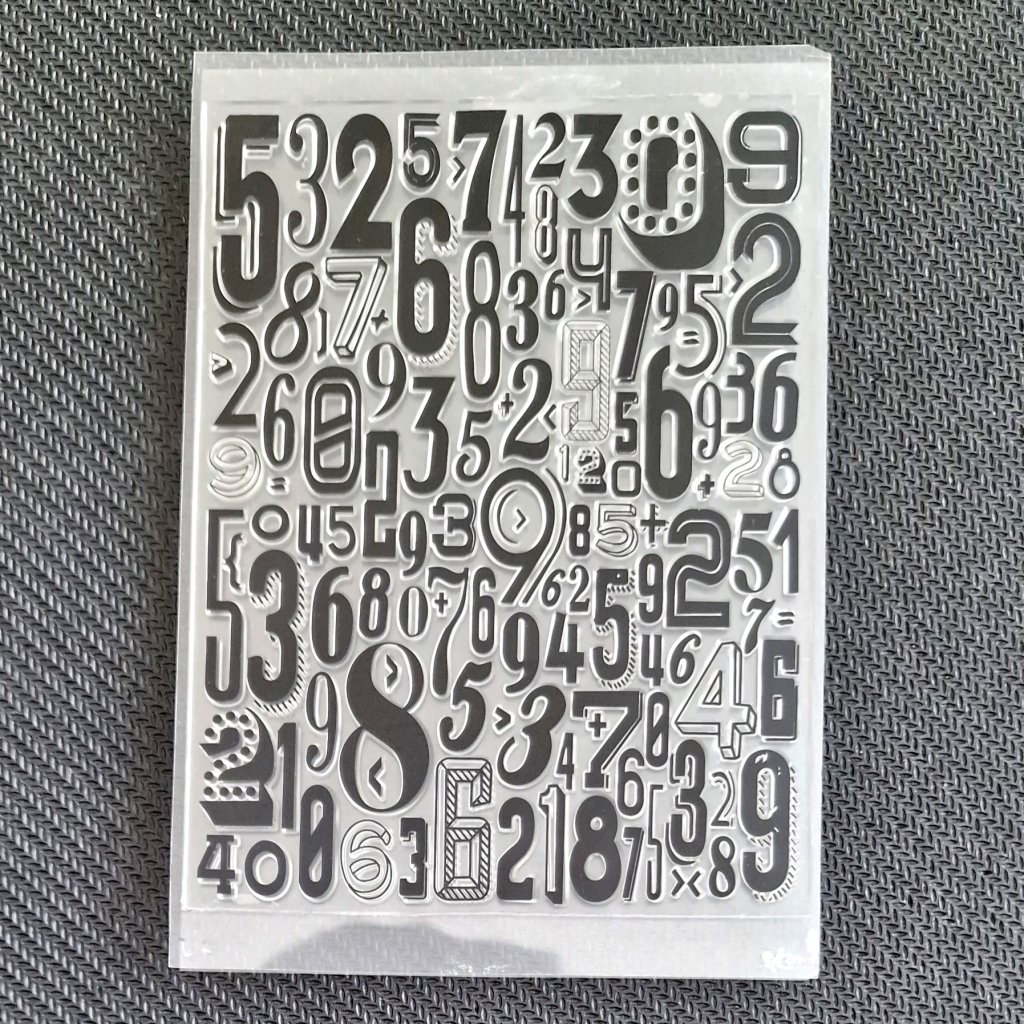 5 3 2 5 > 7 4 2 3 0 9
6 8 4 2
8 1 7 + 8 3 6 > 7 9 5 = >
2 6 0 9 3 5 + 2 < 9 5 6 9 3 6
9 = 2 1 2 0 + 2 8
5 0 4 5 9 3 9 > 8 5 + 2 5 1
{ 3 6 8 0 + 7 6 6 2 5 9 7 =
9 4 4 6 4 6
9 8 > < 5 > 3 4 7 + 0
2 1 6 6 3 2 9
4 0 0 6 3 2 1 8 7 5 > < 8